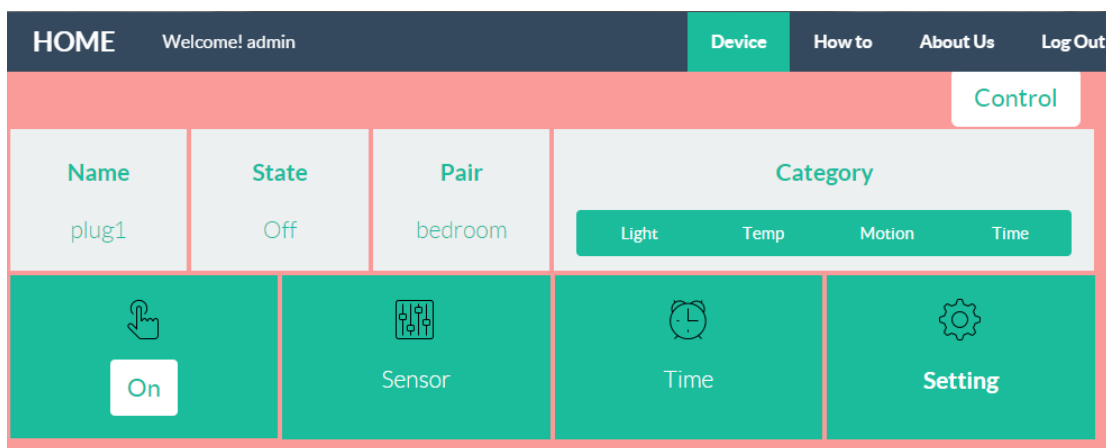 HOME Welcome! admin Device How to About Us Log Out
Control
Name State Pair Category
plug1 Off bedroom Light Temp Motion Time
On Sensor Time Setting